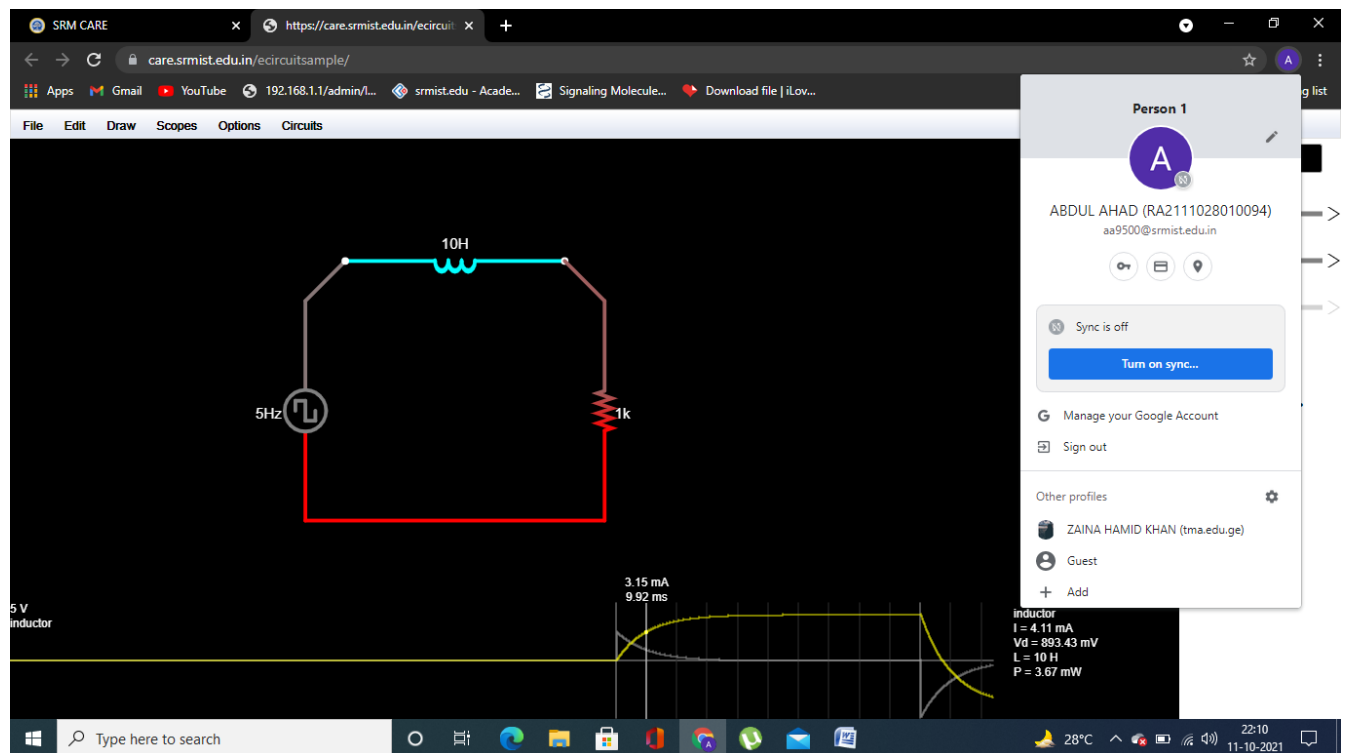 SRM CARE
https://care.srmist.edu.in/ecircuit
care.srmist.edu.in/ecircuitsample/
A
Apps
Gmail
YouTube
192.168.1.1/admin/l...
srmist.edu - Acade...
Signaling Molecule...
Download file | iLov...
g list
File
Edit
Draw
Scopes
Options
Circuits
Person 1
A
ABDUL AHAD (RA2111028010094)
aa9500@srmist.edu.in
Sync is off
Turn on sync...
Manage your Google Account
Sign out
Other profiles
ZAINA HAMID KHAN (tma.edu.ge)
Guest
Add
10H
5Hz
1k
3.15 mA
9.92 ms
5 V
inductor
inductor
I = 4.11 mA
Vd = 893.43 mV
L = 10 H
P = 3.67 mW
Type here to search
28°C
22:10
11-10-2021